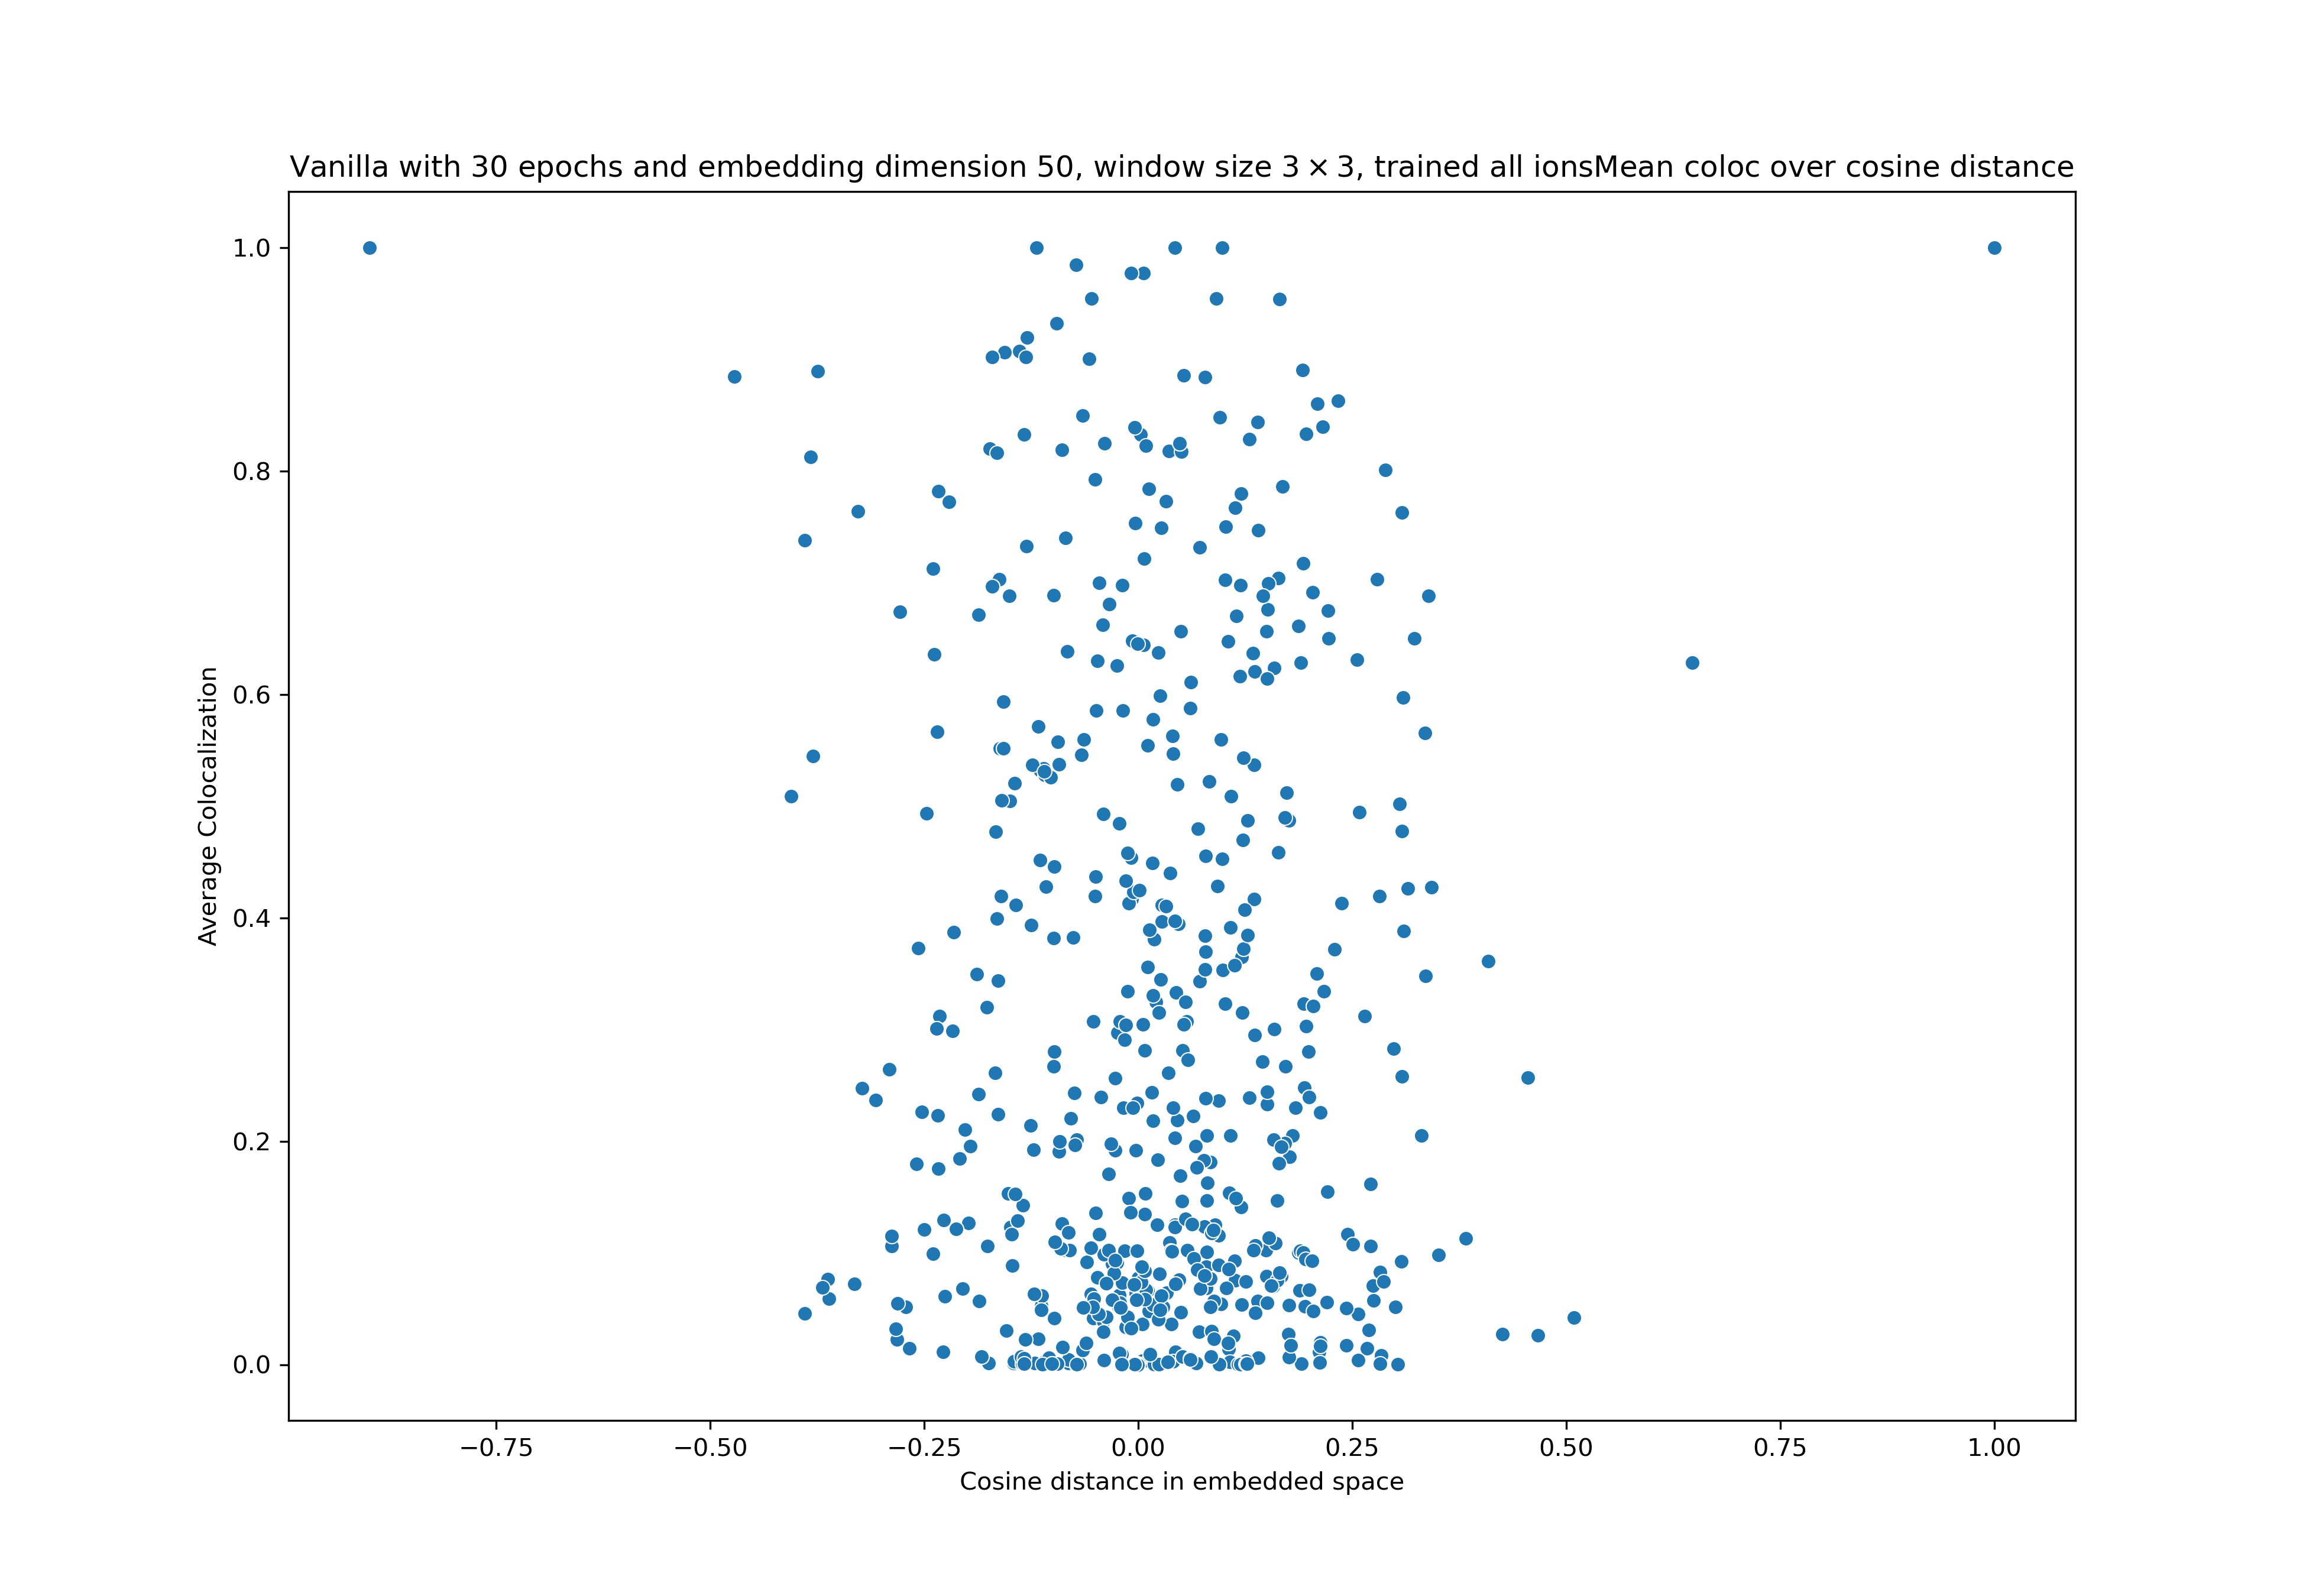 Vanilla with 30 epochs and embedding dimension 50, window size 3 × 3, trained all ionsMean coloc over cosine distance
1.0
0.8
0.6
0.4
0.2
0.0
Average Colocalization
−0.75 −0.50 −0.25 0.00 0.25 0.50 0.75 1.00
Cosine distance in embedded space